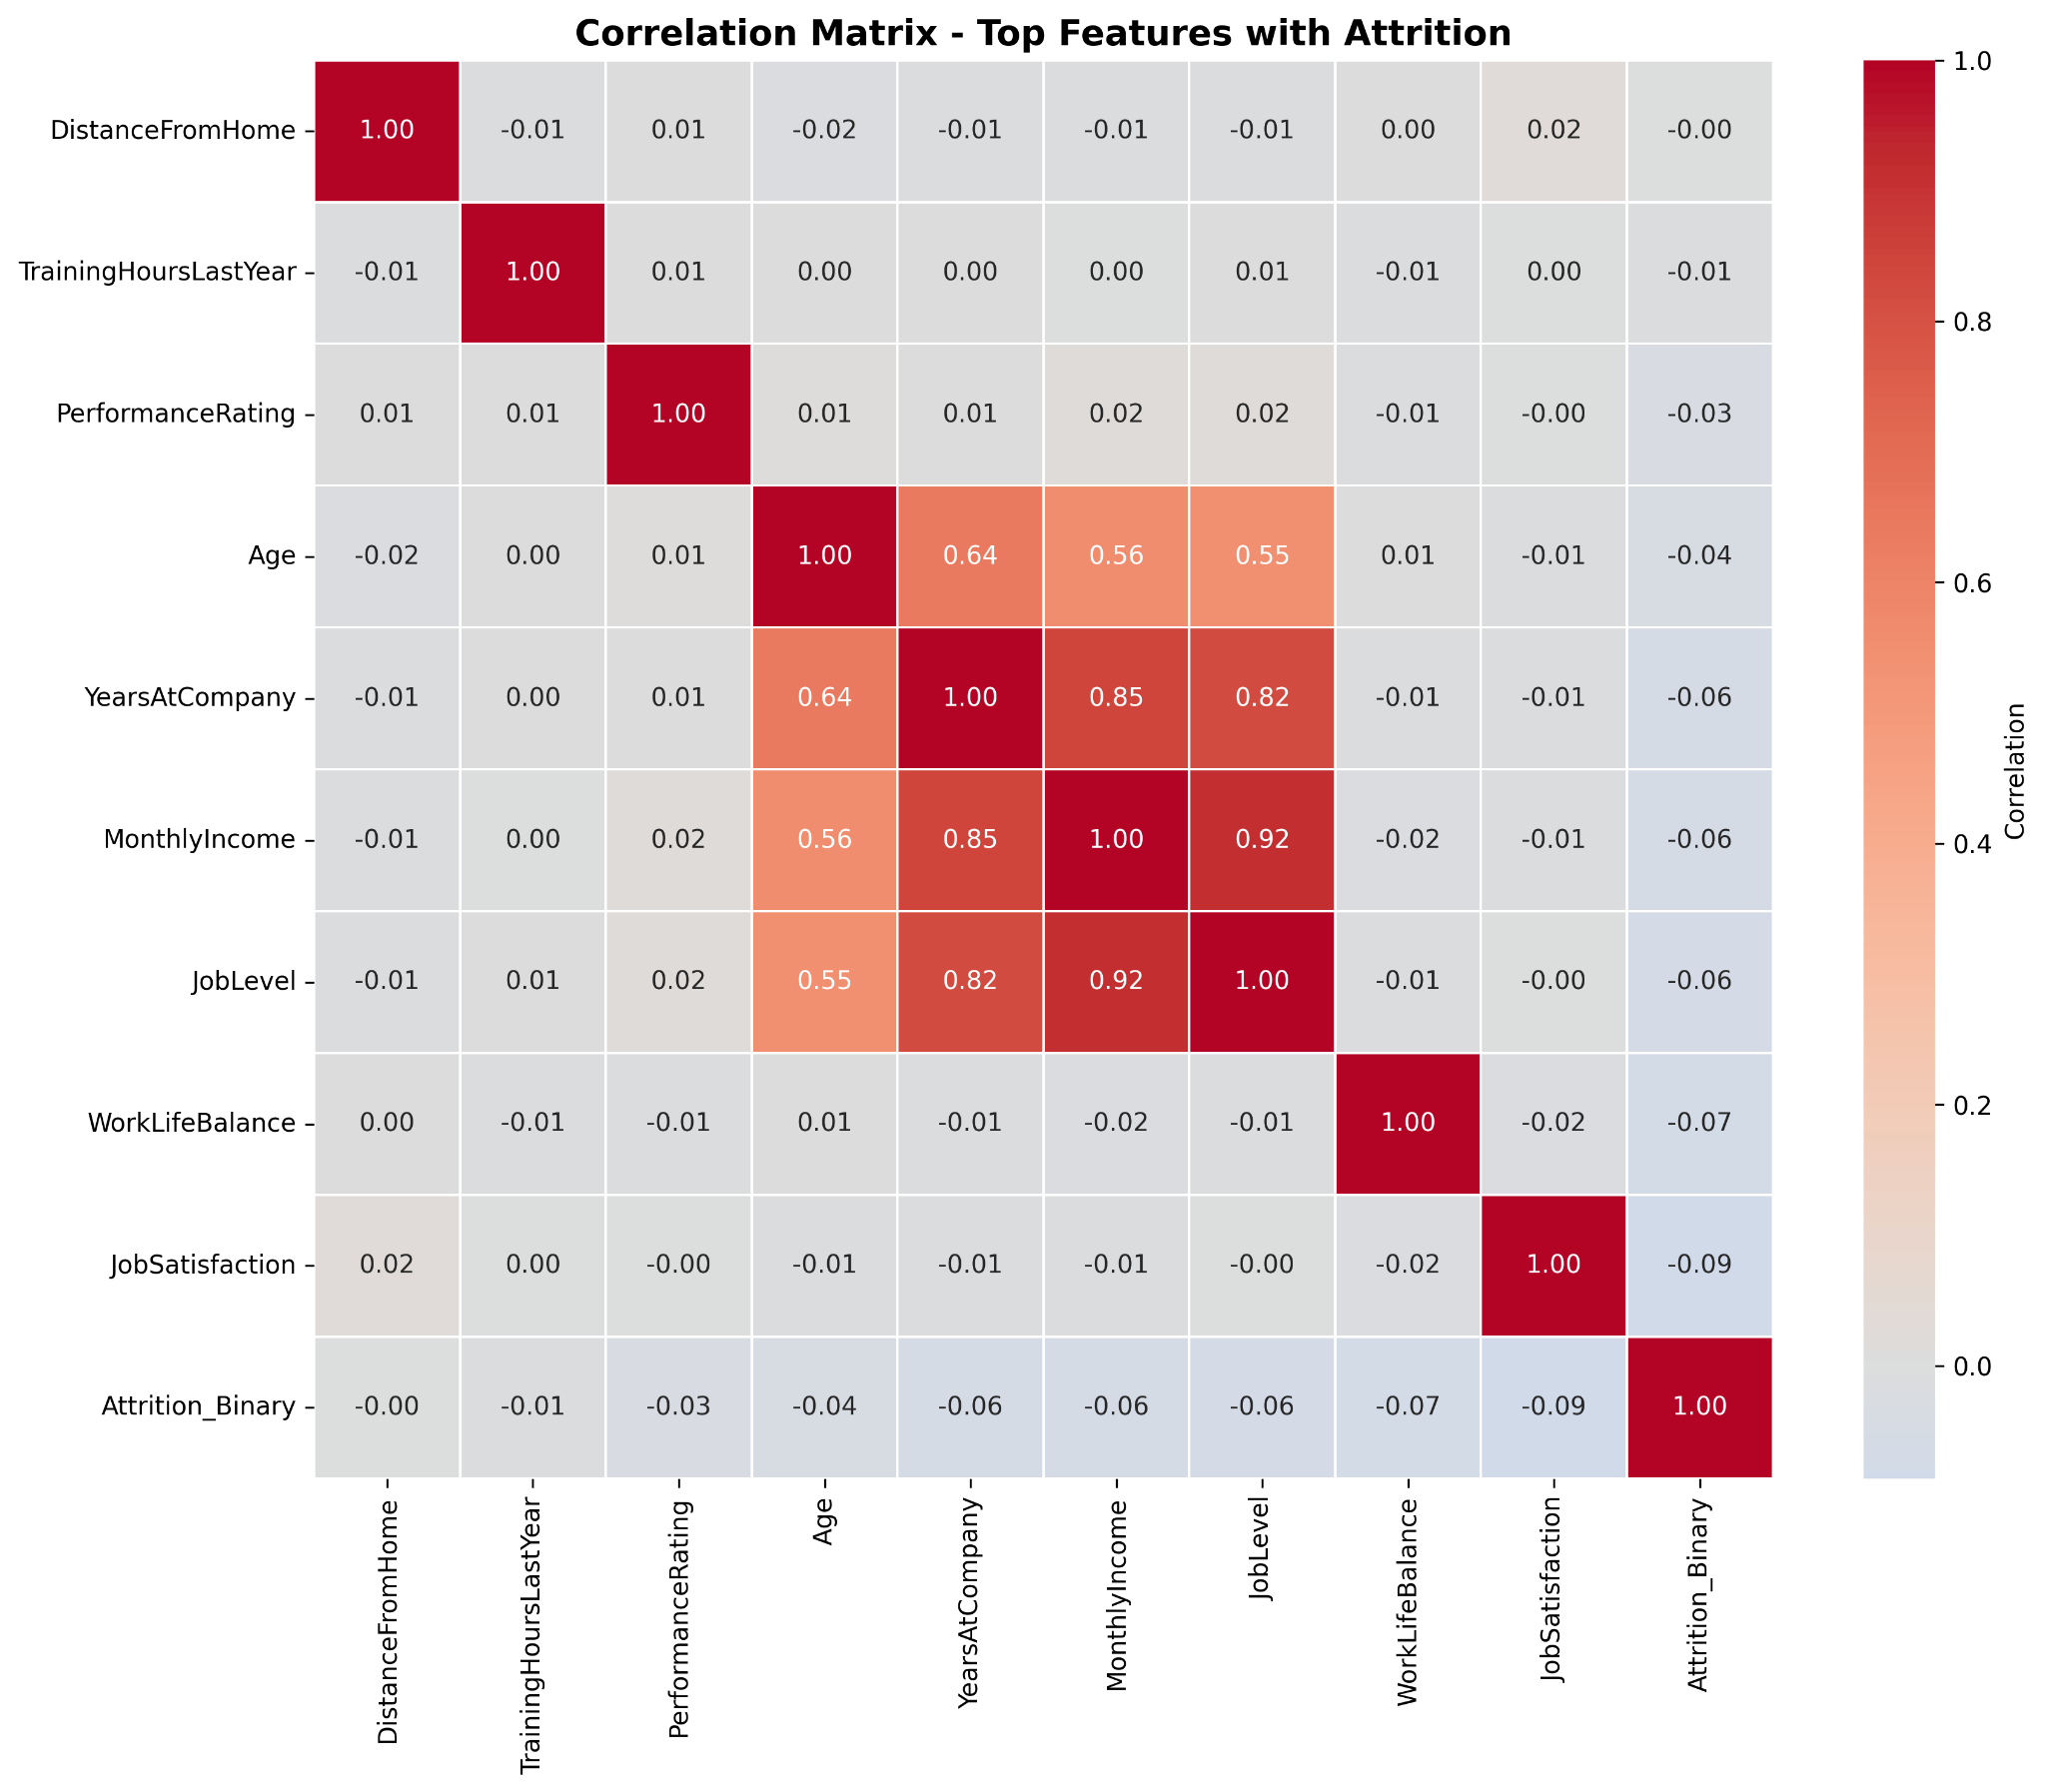 Correlation Matrix - Top Features with Attrition
DistanceFromHome 1.00 -0.01 0.01 -0.02 -0.01 -0.01 -0.01 0.00 0.02 -0.00
TrainingHoursLastYear -0.01 1.00 0.01 0.00 0.00 0.00 0.01 -0.01 0.00 -0.01
PerformanceRating 0.01 0.01 1.00 0.01 0.01 0.02 0.02 -0.01 -0.00 -0.03
Age -0.02 0.00 0.01 1.00 0.64 0.56 0.55 0.01 -0.01 -0.04
YearsAtCompany -0.01 0.00 0.01 0.64 1.00 0.85 0.82 -0.01 -0.01 -0.06
MonthlyIncome -0.01 0.00 0.02 0.56 0.85 1.00 0.92 -0.02 -0.01 -0.06
JobLevel -0.01 0.01 0.02 0.55 0.82 0.92 1.00 -0.01 -0.00 -0.06
WorkLifeBalance 0.00 -0.01 -0.01 0.01 -0.01 -0.02 -0.01 1.00 -0.02 -0.07
JobSatisfaction 0.02 0.00 -0.00 -0.01 -0.01 -0.01 -0.00 -0.02 1.00 -0.09
Attrition_Binary -0.00 -0.01 -0.03 -0.04 -0.06 -0.06 -0.06 -0.07 -0.09 1.00
DistanceFromHome
TrainingHoursLastYear
PerformanceRating
Age
YearsAtCompany
MonthlyIncome
JobLevel
WorkLifeBalance
JobSatisfaction
Attrition_Binary
1.0
0.8
0.6
0.4
0.2
0.0
Correlation